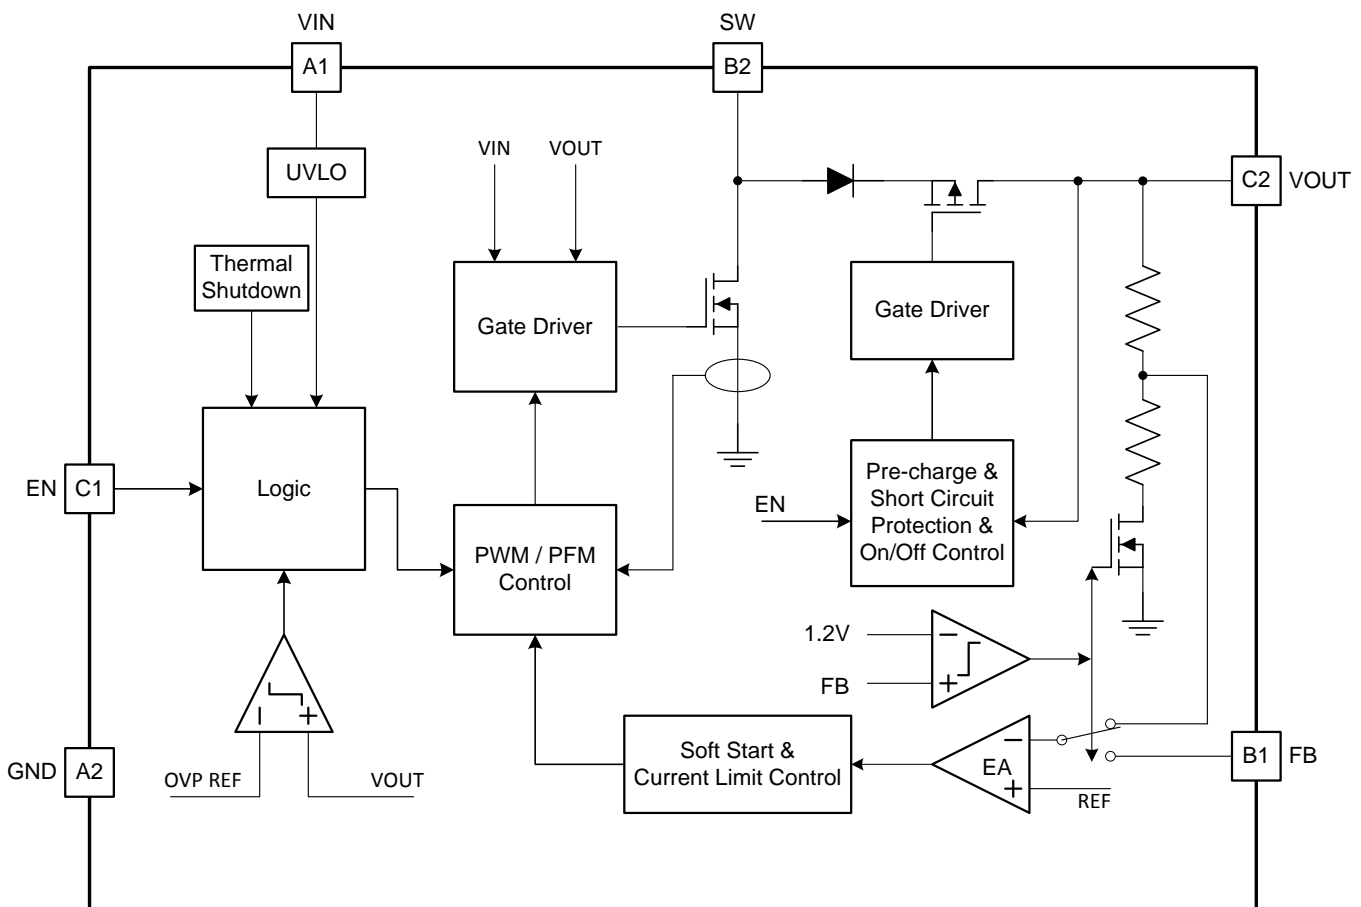 VIN
SW
A1
B2
VIN
VOUT
UVLO
C2
VOUT
Thermal
Shutdown
Gate Driver
Gate Driver
EN
C1
Logic
Pre-charge &
Short Circuit
Protection &
On/Off Control
EN
PWM / PFM
Control
1.2V
FB
GND
A2
OVP REF
VOUT
Soft Start &
Current Limit Control
EA
REF
B1
FB